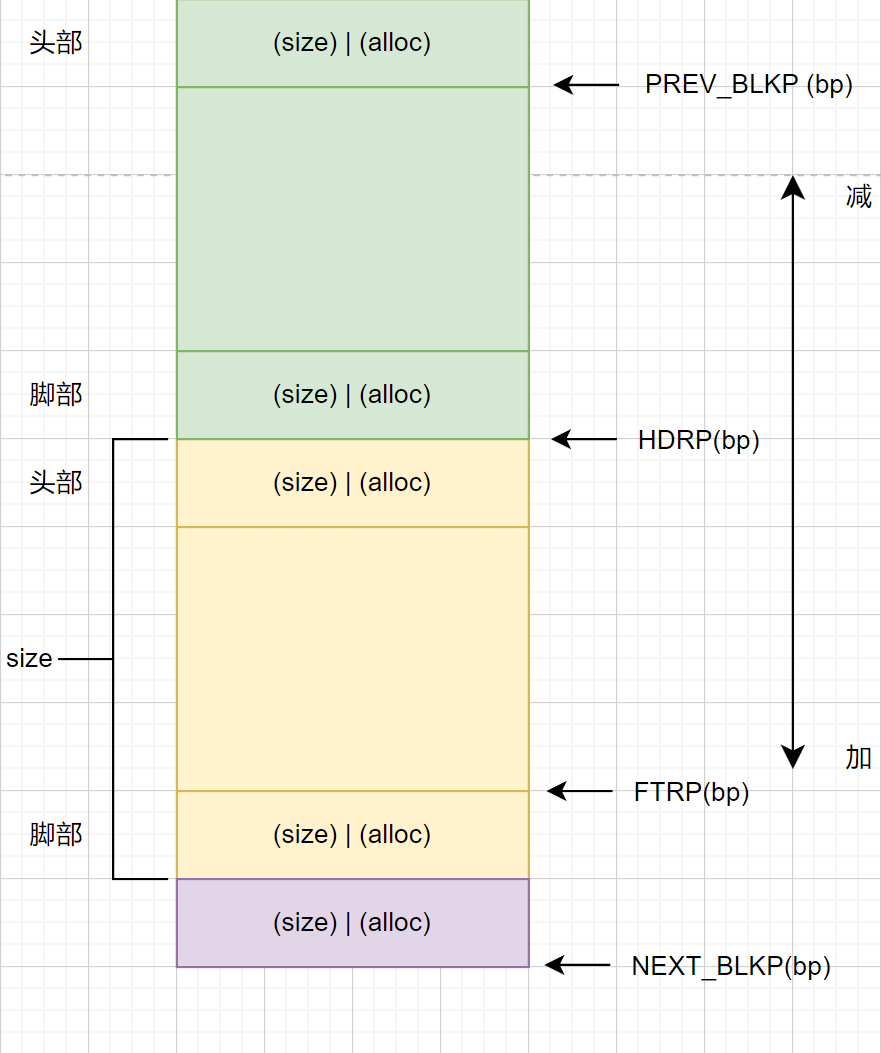 头部
(size) | (alloc)
PREV_BLKP (bp)
减
脚部
(size) | (alloc)
HDRP(bp)
头部
(size) | (alloc)
size
加
FTRP(bp)
脚部
(size) | (alloc)
(size) | (alloc)
NEXT_BLKP(bp)